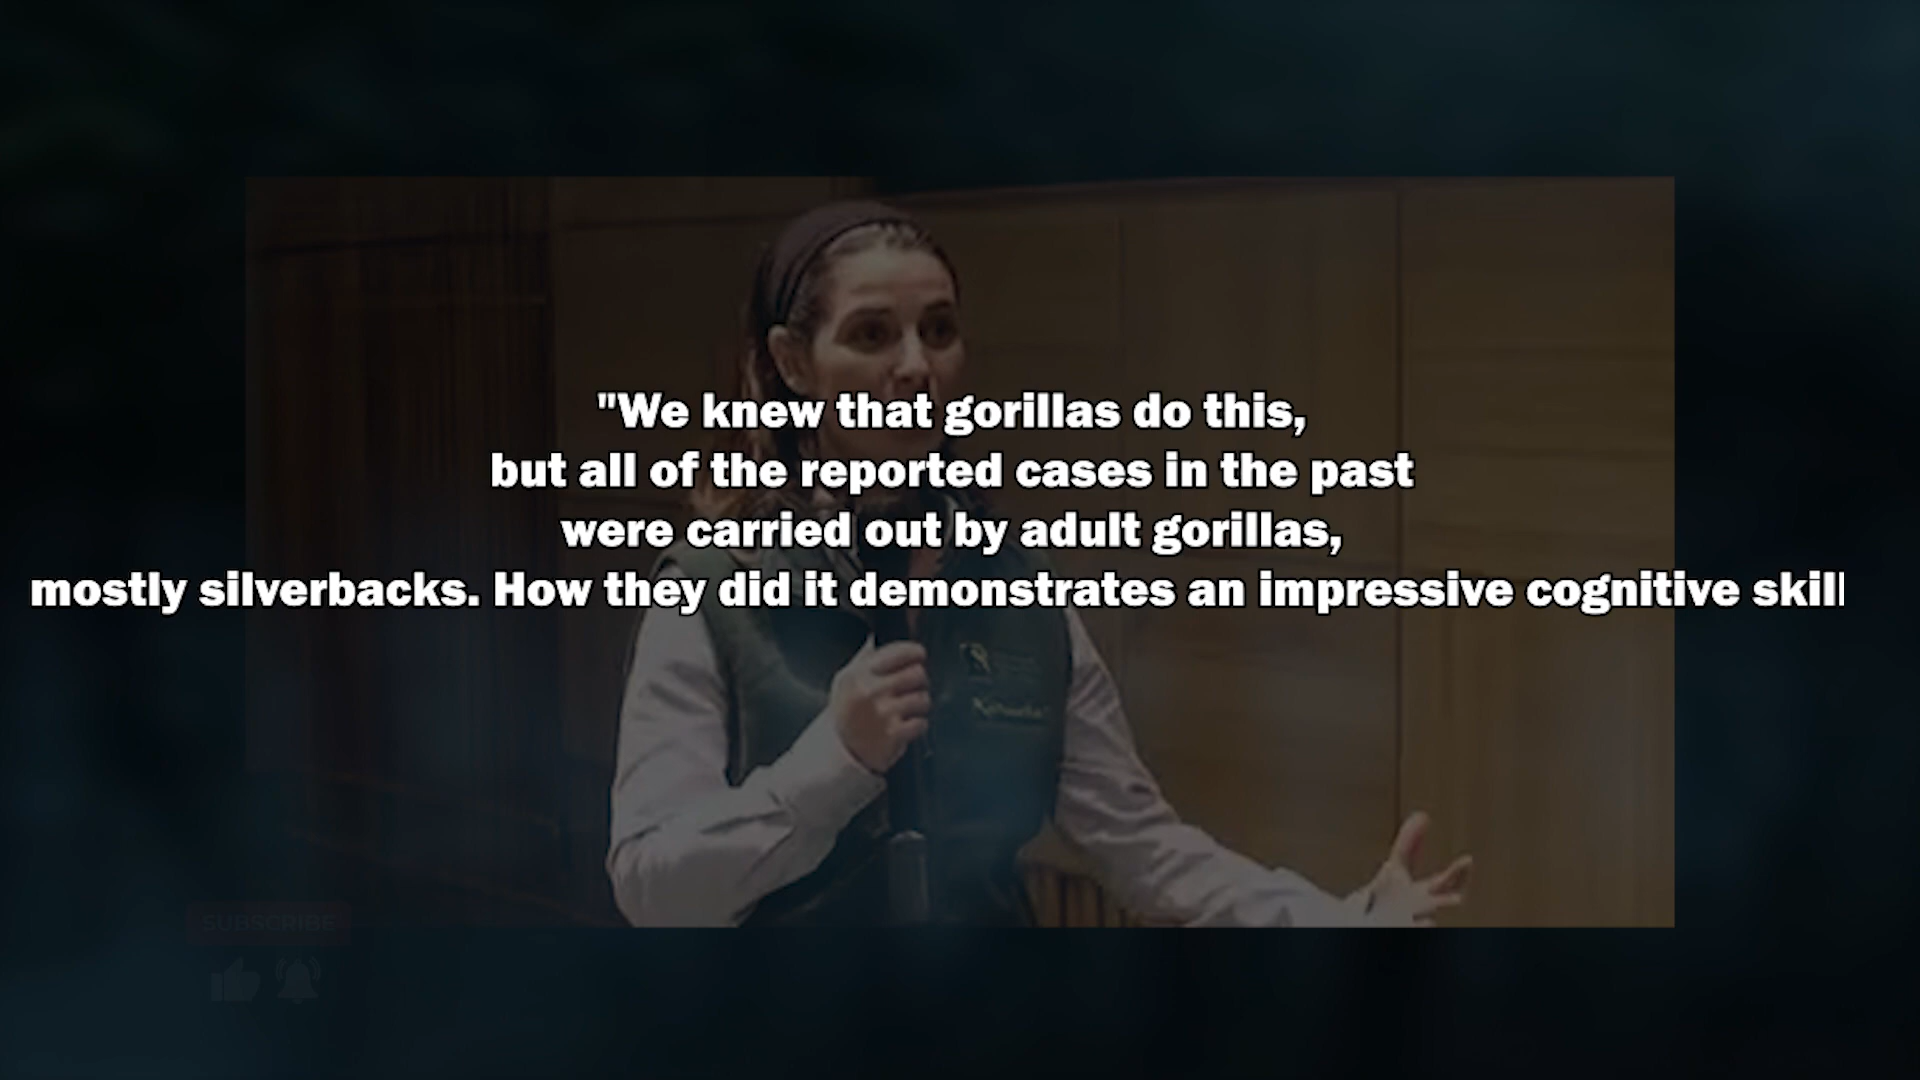 "We knew that gorillas do this,
but all of the reported cases in the past
were carried out by adult gorillas,
mostly silverbacks. How they did it demonstrates an impressive cognitive skill
SUBSCRIBE